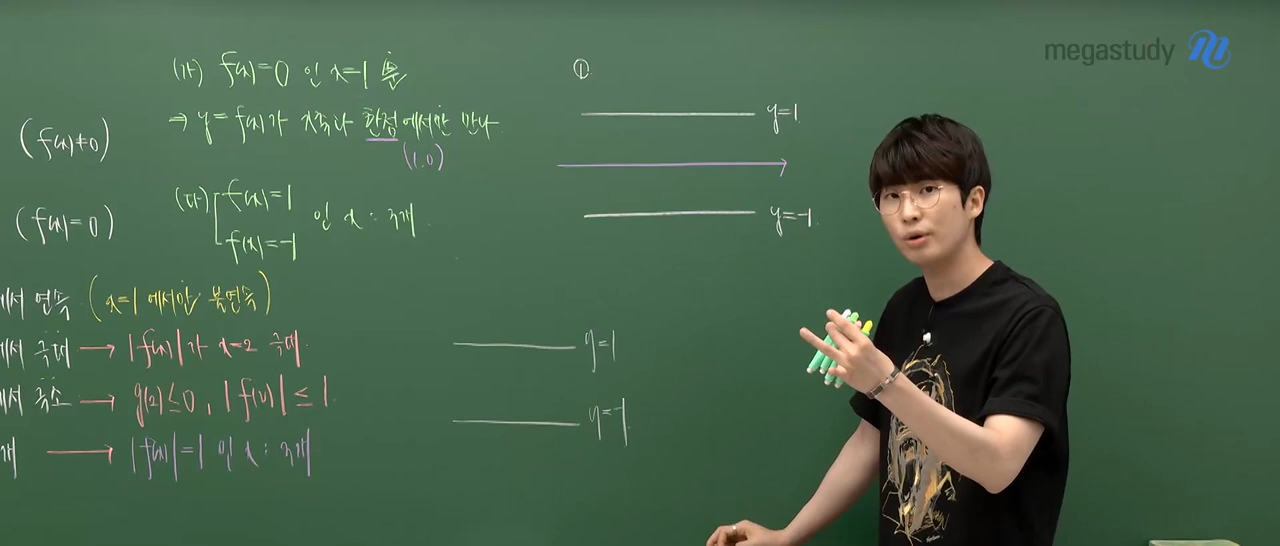 megastudy
(가) f(x)=0 인 x=1 뿐
⇒ y=f(x)가 x축과 한점에서만 만나
(1,0)
(f(x)≠0)
(f(x)=0)
(다) f(x)=1
f(x)=-1
인 x : 3개.
에서 연속 (x=1 에서만 불연속)
에서 극대 → |f(x)|가 x=2 극대.
에서 극소 → g(2)≤0, |f(2)|≤1.
개 → |f(x)|=1 인 x : 3개
①
y=1
y=-1
y=1
y=-1